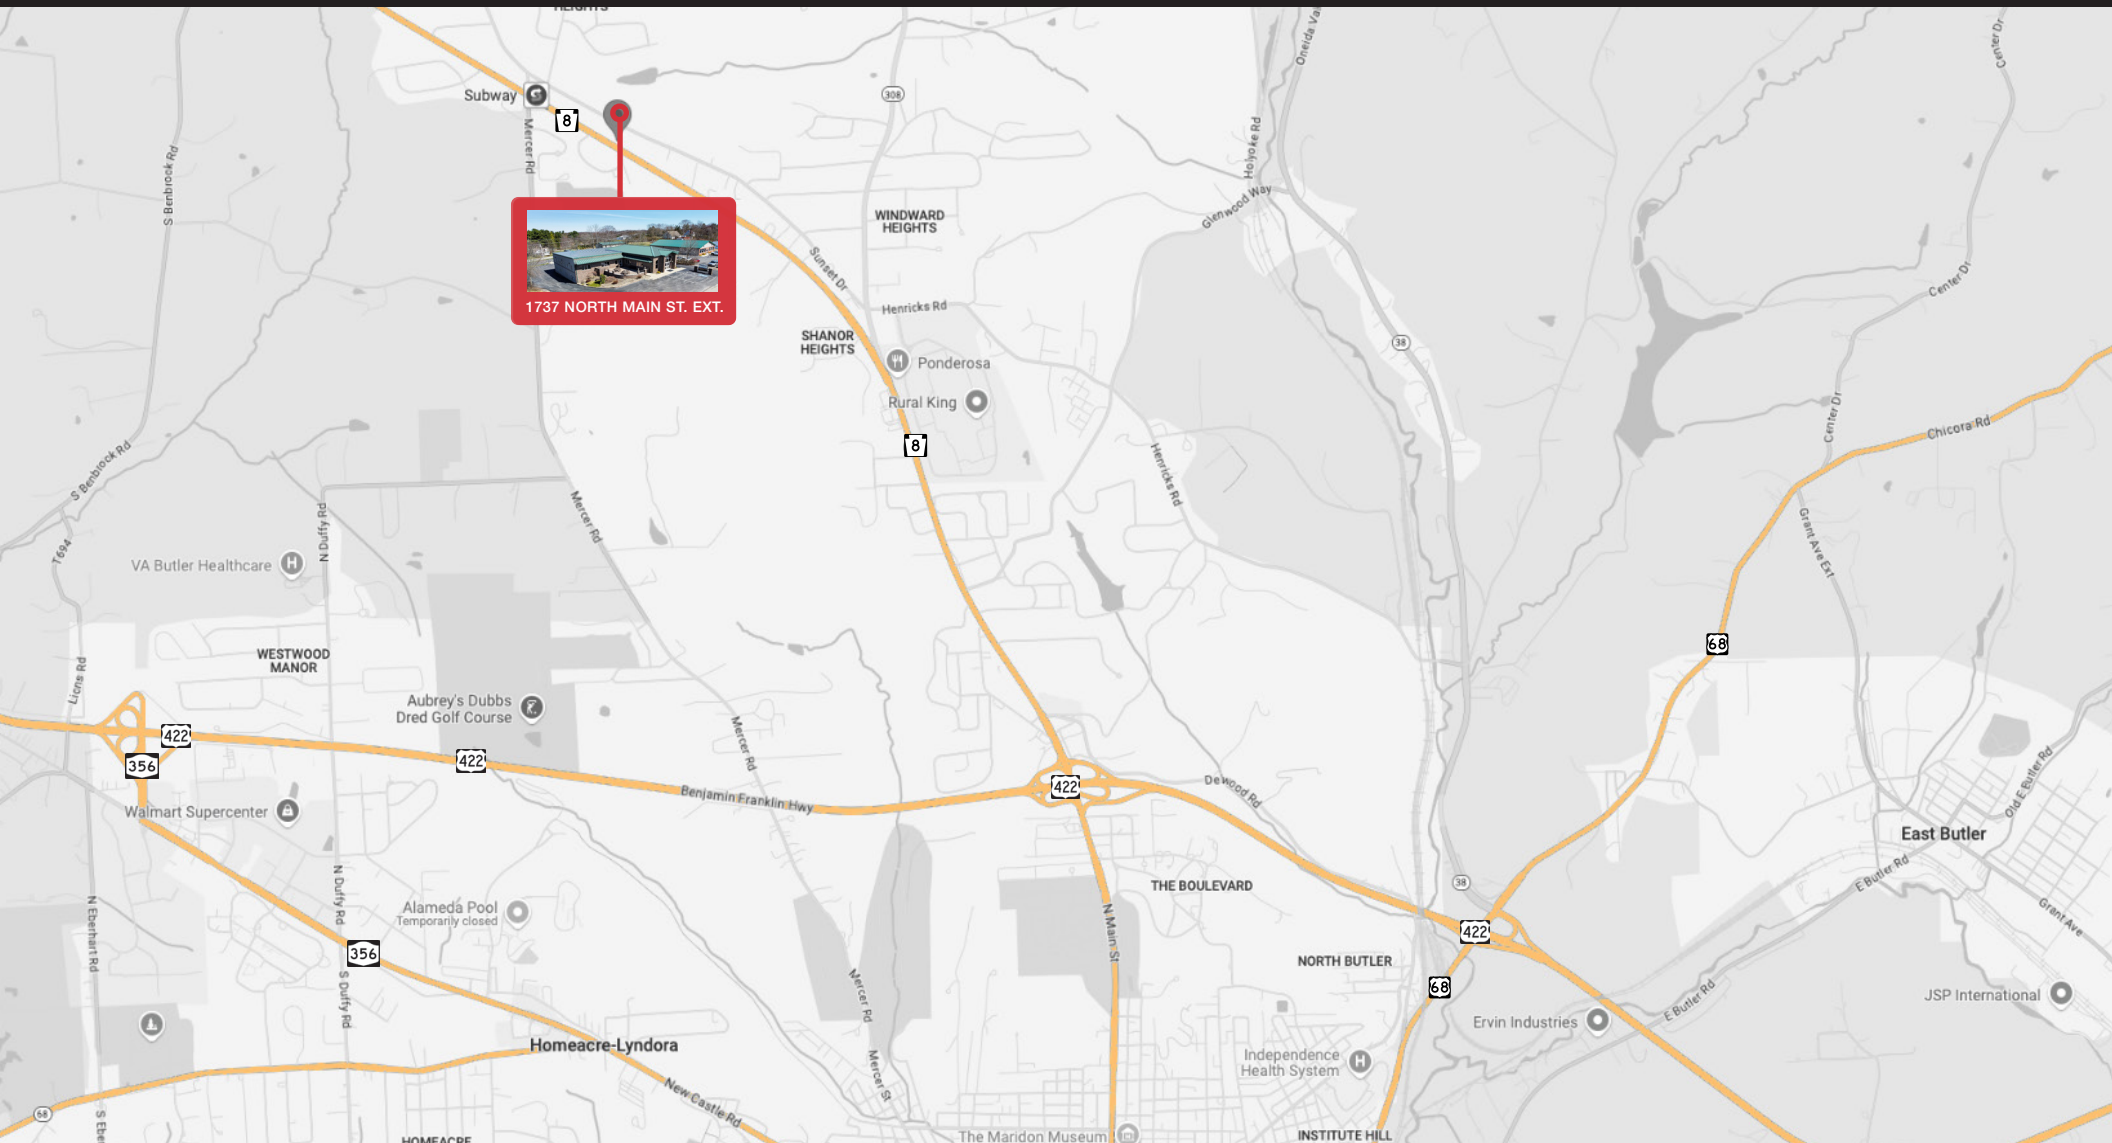 HEIGHTS
Oneida Va
Center Dr
Subway
8
308
Mercer Rd
Holyoke Rd
S Benbrock Rd
Glenwood Way
WINDWARD
HEIGHTS
1737 NORTH MAIN ST. EXT.
Sunset Dr
Henricks Rd
Center Dr
SHANOR
HEIGHTS
38
Ponderosa
Rural King
Center Dr
Chicora Rd
8
S Benbrock Rd
Henricks Rd
Mercer Rd
N Duffy Rd
Grant Ave Ext
T694
VA Butler Healthcare
H
68
WESTWOOD
MANOR
Lions Rd
Aubrey's Dubbs
Dred Golf Course
422
356
422
Mercer Rd
Benjamin Franklin Hwy
422
Dewood Rd
Old E Butler Rd
Walmart Supercenter
East Butler
E Butler Rd
38
THE BOULEVARD
N Duffy Rd
Alameda Pool
Temporarily closed
N Eberhart Rd
N Main St
Grant Ave
422
356
NORTH BUTLER
68
S Duffy Rd
Mercer Rd
E Butler Rd
JSP International
Ervin Industries
Homeacre-Lyndora
Independence
Health System
H
Mercer St
New Castle Rd
68
S Eber
HOMEACRE
The Maridon Museum
INSTITUTE HILL